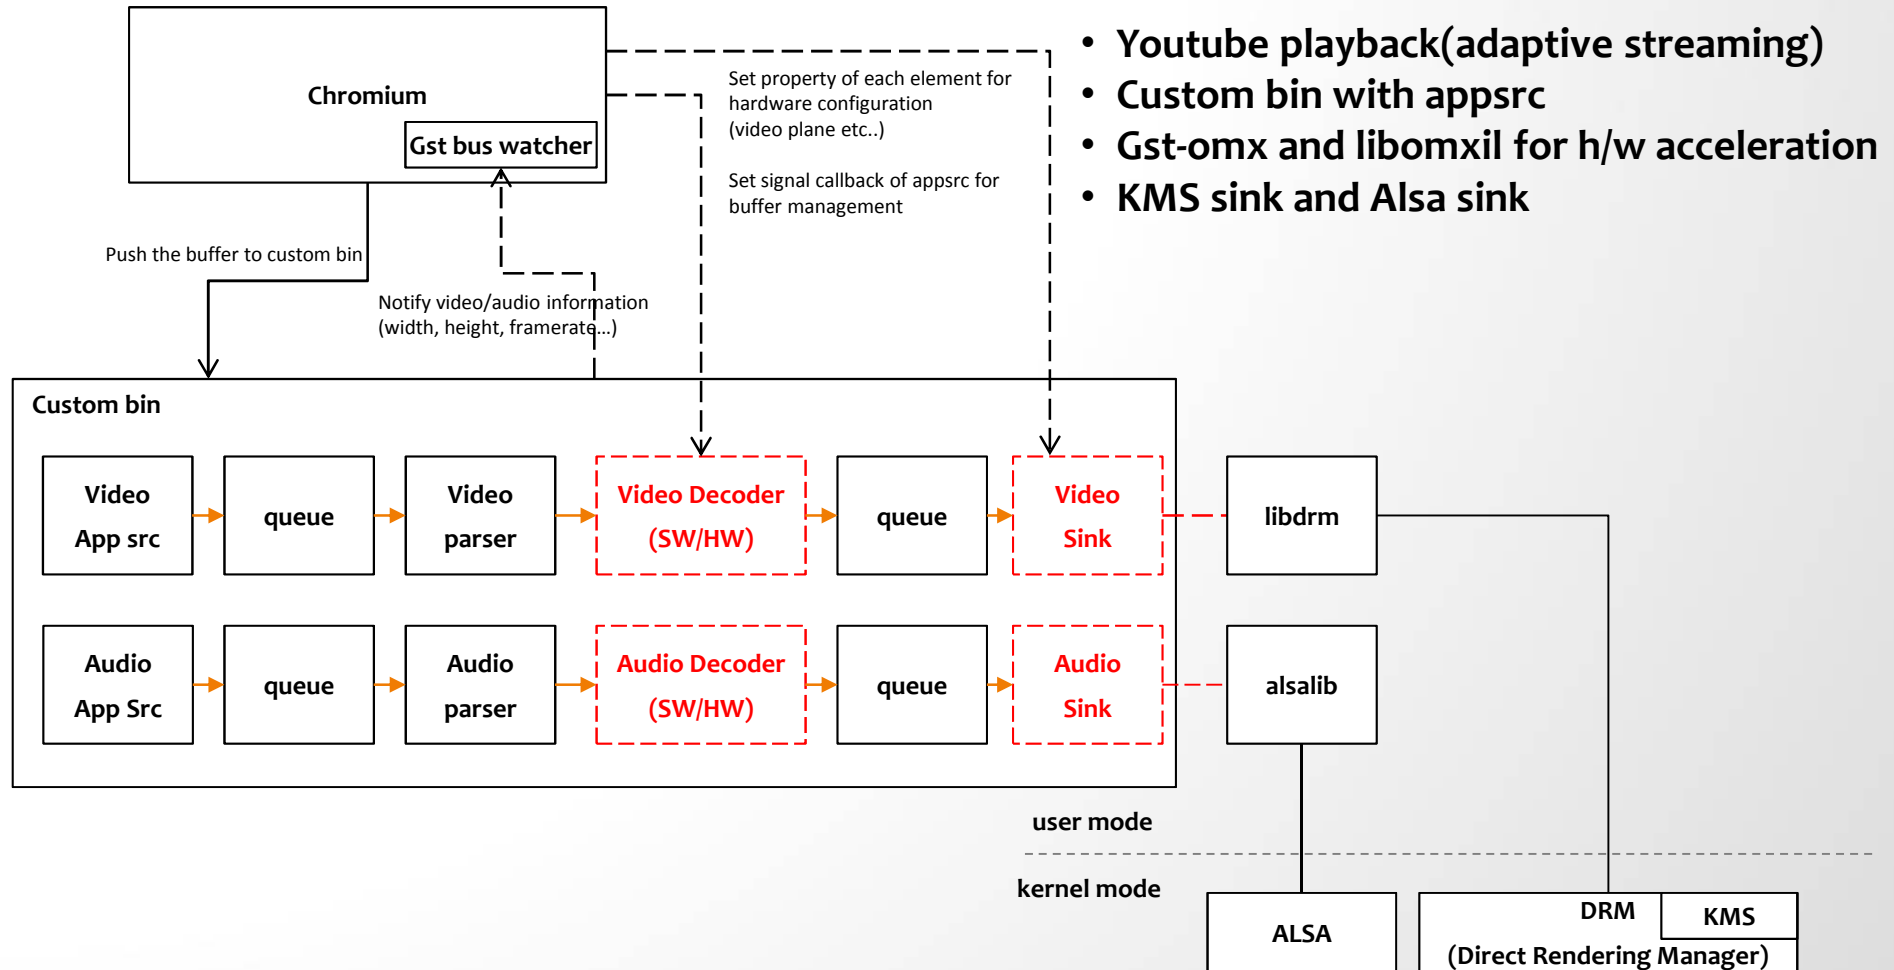 Chromium
Gst bus watcher
Set property of each element for
hardware configuration
(video plane etc..)
Set signal callback of appsrc for
buffer management
• Youtube playback(adaptive streaming)
• Custom bin with appsrc
• Gst-omx and libomxil for h/w acceleration
• KMS sink and Alsa sink
Push the buffer to custom bin
Notify video/audio information
(width, height, framerate...)
Custom bin
Video
App src
queue
Video
parser
Video Decoder
(SW/HW)
queue
Video
Sink
libdrm
Audio
App Src
queue
Audio
parser
Audio Decoder
(SW/HW)
queue
Audio
Sink
alsalib
user mode
kernel mode
ALSA
DRM
KMS
(Direct Rendering Manager)